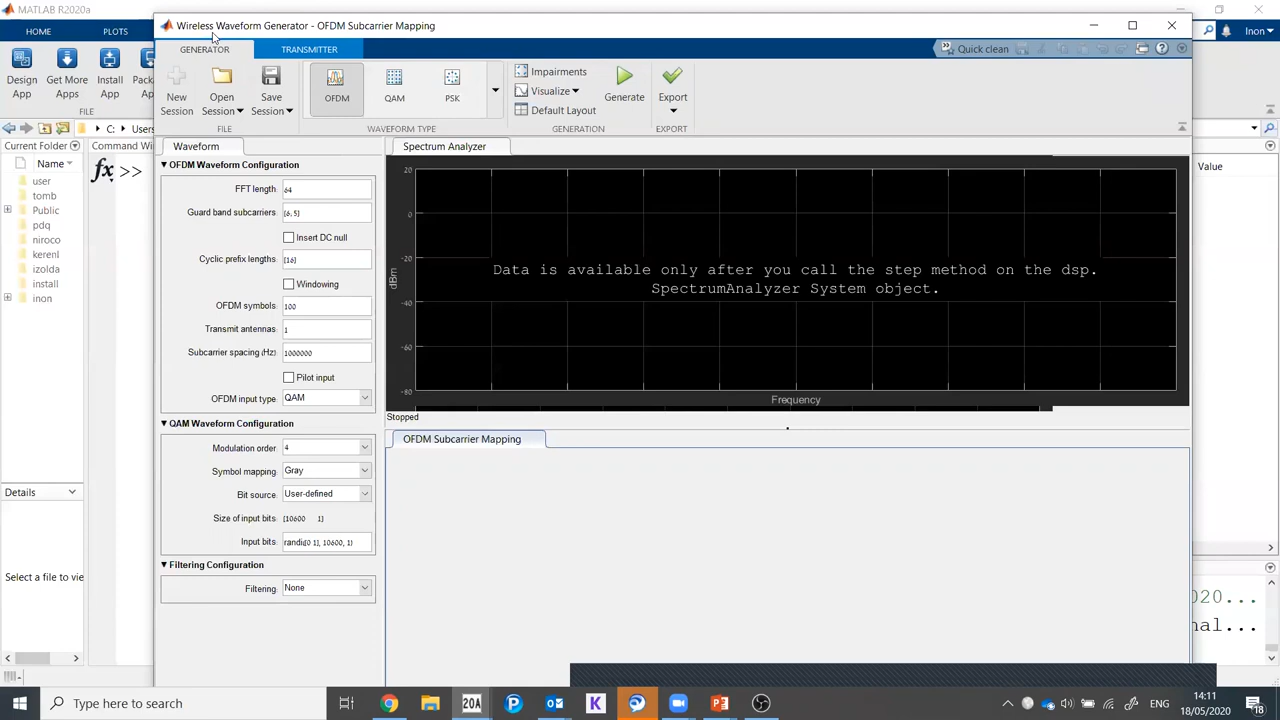 MATLAB R2020a
Wireless Waveform Generator - OFDM Subcarrier Mapping
HOME
PLOTS
GENERATOR
TRANSMITTER
Quick clean
Inon
Design App
Get More Apps
Install App
FILE
New Session
Open Session
Save Session
FILE
OFDM
QAM
PSK
WAVEFORM TYPE
Impairments
Visualize
Default Layout
GENERATION
Generate
Export
EXPORT
C:
Users
Current Folder
Name
user
tomb
Public
pdq
niroco
kerenl
izolda
install
inon
Details
Select a file to vie
fx >>
Value
Waveform
OFDM Waveform Configuration
FFT length: 64
Guard band subcarriers: [6; 5]
Insert DC null
Cyclic prefix lengths: [16]
Windowing
OFDM symbols: 100
Transmit antennas: 1
Subcarrier spacing (Hz): 1000000
Pilot input
OFDM input type: QAM
QAM Waveform Configuration
Modulation order: 4
Symbol mapping: Gray
Bit source: User-defined
Size of input bits: [10600 1]
Input bits: randi([0 1], 10600, 1)
Filtering Configuration
Filtering: None
Spectrum Analyzer
20
0
-20
-40
-60
-80
dBm
Data is available only after you call the step method on the dsp.
SpectrumAnalyzer System object.
Frequency
Stopped
OFDM Subcarrier Mapping
020...
nal...
Type here to search
20A
K
ENG
14:11
18/05/2020
18